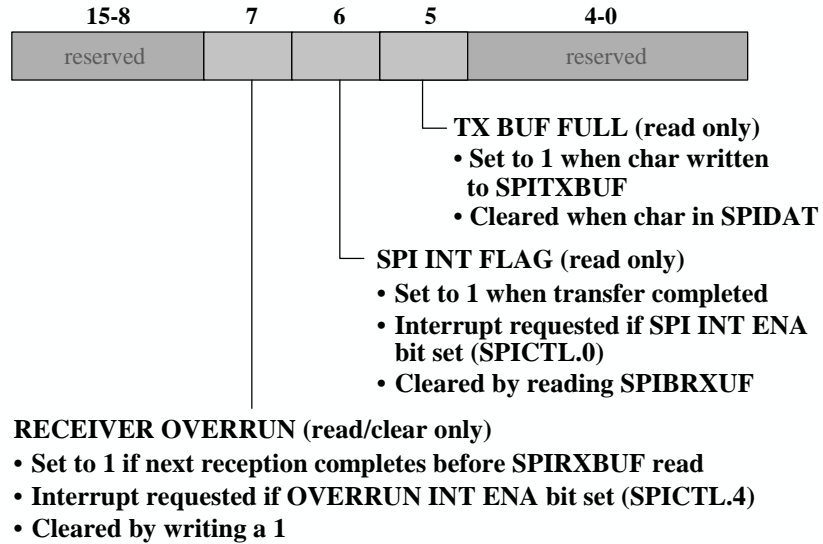 15-8 7 6 5 4-0
reserved reserved
TX BUF FULL (read only)
• Set to 1 when char written
to SPITXBUF
• Cleared when char in SPIDAT
SPI INT FLAG (read only)
• Set to 1 when transfer completed
• Interrupt requested if SPI INT ENA
bit set (SPICTL.0)
• Cleared by reading SPIBRXUF
RECEIVER OVERRUN (read/clear only)
• Set to 1 if next reception completes before SPIRXBUF read
• Interrupt requested if OVERRUN INT ENA bit set (SPICTL.4)
• Cleared by writing a 1